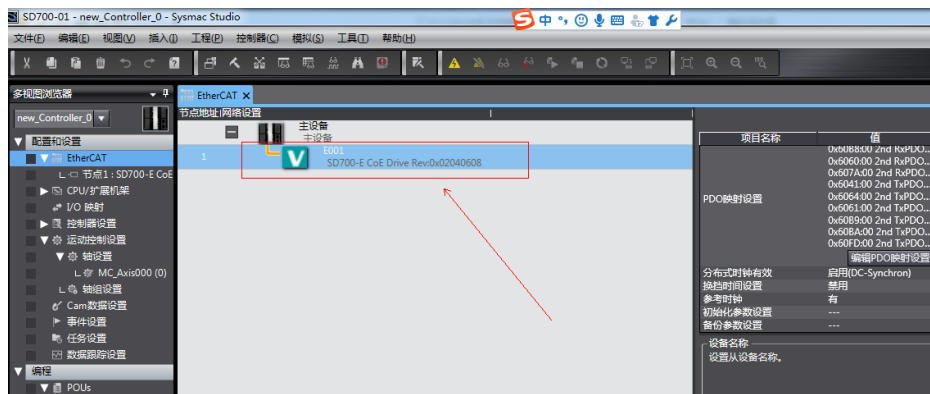 SD700-01 - new_Controller_0 - Sysmac Studio
中
文件(F) 编辑(E) 视图(V) 插入(I) 工程(P) 控制器(C) 模拟(S) 工具(T) 帮助(H)
多视图浏览器
EtherCAT
new_Controller_0
节点地址|网络设置
主设备
主设备
1
E001
SD700-E CoE Drive Rev:0x02040608
配置和设置
EtherCAT
节点1 : SD700-E CoE
CPU/扩展机架
I/O 映射
控制器设置
运动控制设置
轴设置
MC_Axis000 (0)
轴组设置
Cam数据设置
事件设置
任务设置
数据跟踪设置
编程
POUs
项目名称 值
0x60B8:00 2nd RxPDO...
0x6060:00 2nd RxPDO...
0x607A:00 2nd RxPDO...
0x6041:00 2nd TxPDO...
PDO映射设置
0x6064:00 2nd TxPDO...
0x6061:00 2nd TxPDO...
0x60B9:00 2nd TxPDO...
0x60BA:00 2nd TxPDO...
0x60FD:00 2nd TxPDO...
编辑PDO映射设置
分布式时钟有效 启用(DC-Synchron)
换挡时间设置 禁用
参考时钟 有
初始化参数设置 ---
备份参数设置 ---
设备名称
设置从设备名称。